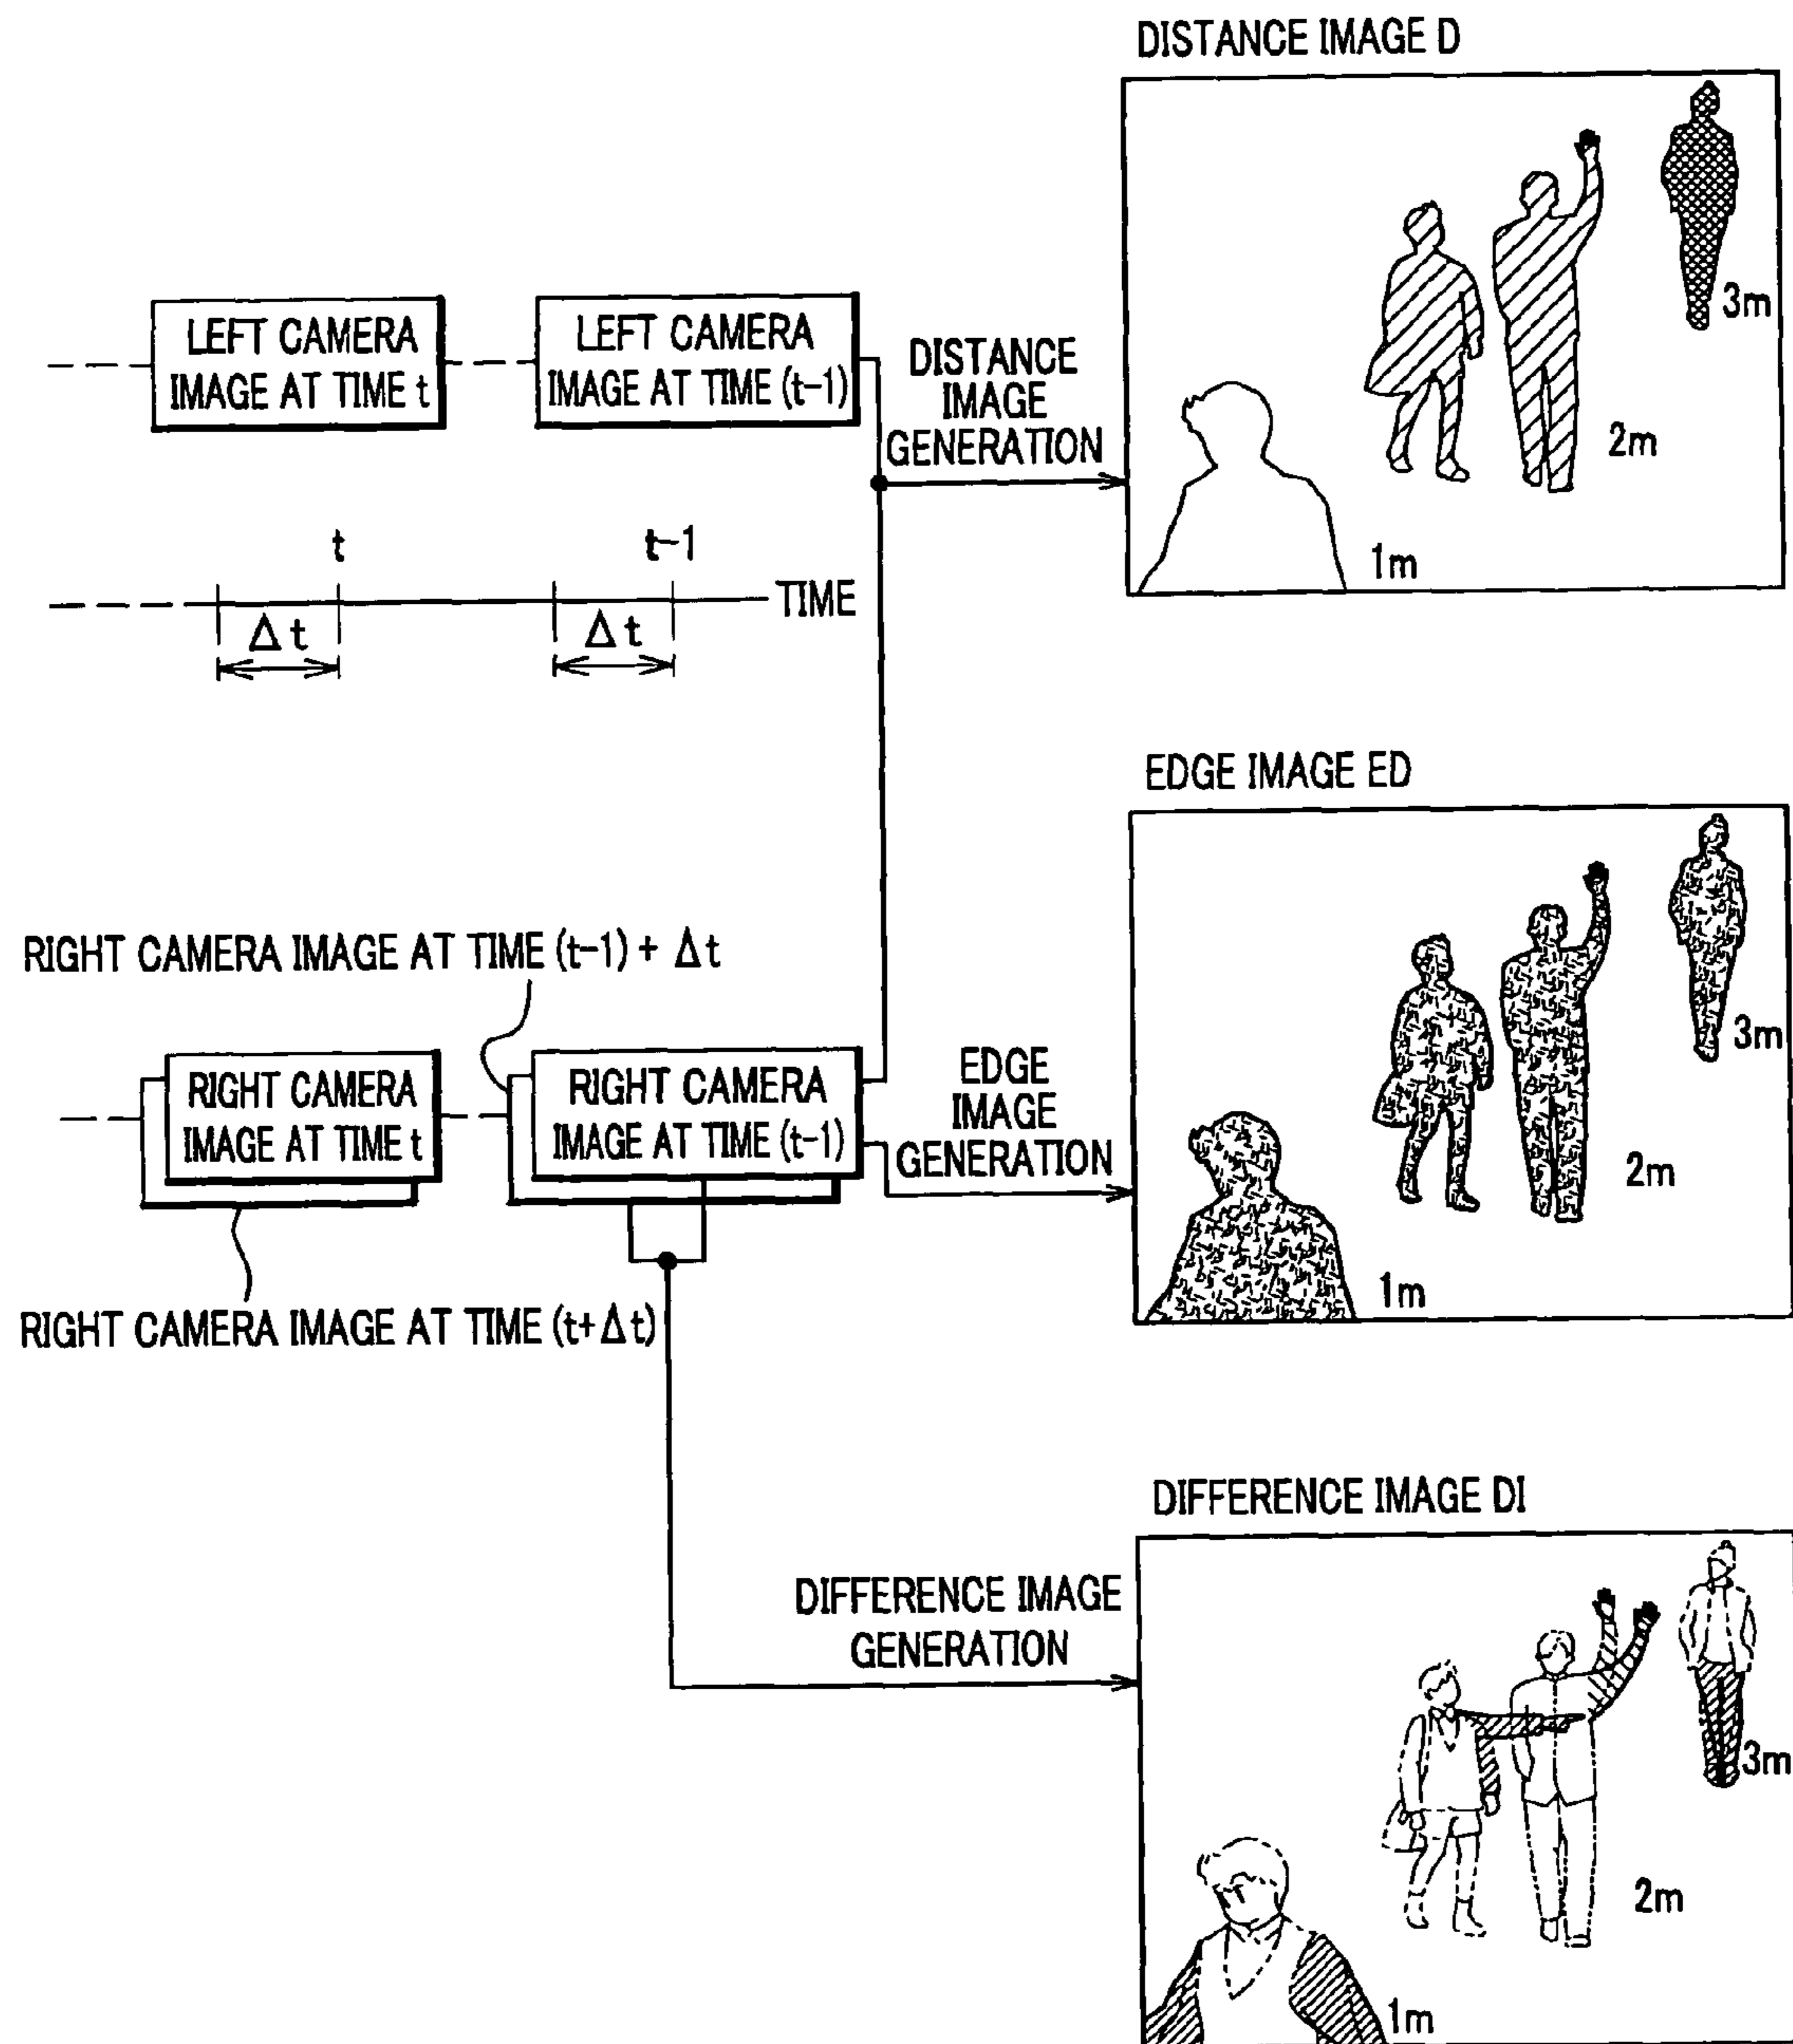 DISTANCE IMAGE D
3m
2m
1m
LEFT CAMERA
IMAGE AT TIME t
LEFT CAMERA
IMAGE AT TIME (t-1)
DISTANCE
IMAGE
GENERATION
t
t-1
TIME
Δt
Δt
EDGE IMAGE ED
3m
2m
1m
RIGHT CAMERA IMAGE AT TIME (t-1) + Δt
RIGHT CAMERA
IMAGE AT TIME t
RIGHT CAMERA
IMAGE AT TIME (t-1)
EDGE
IMAGE
GENERATION
RIGHT CAMERA IMAGE AT TIME (t+Δt)
DIFFERENCE IMAGE DI
DIFFERENCE IMAGE
GENERATION
3m
2m
1m